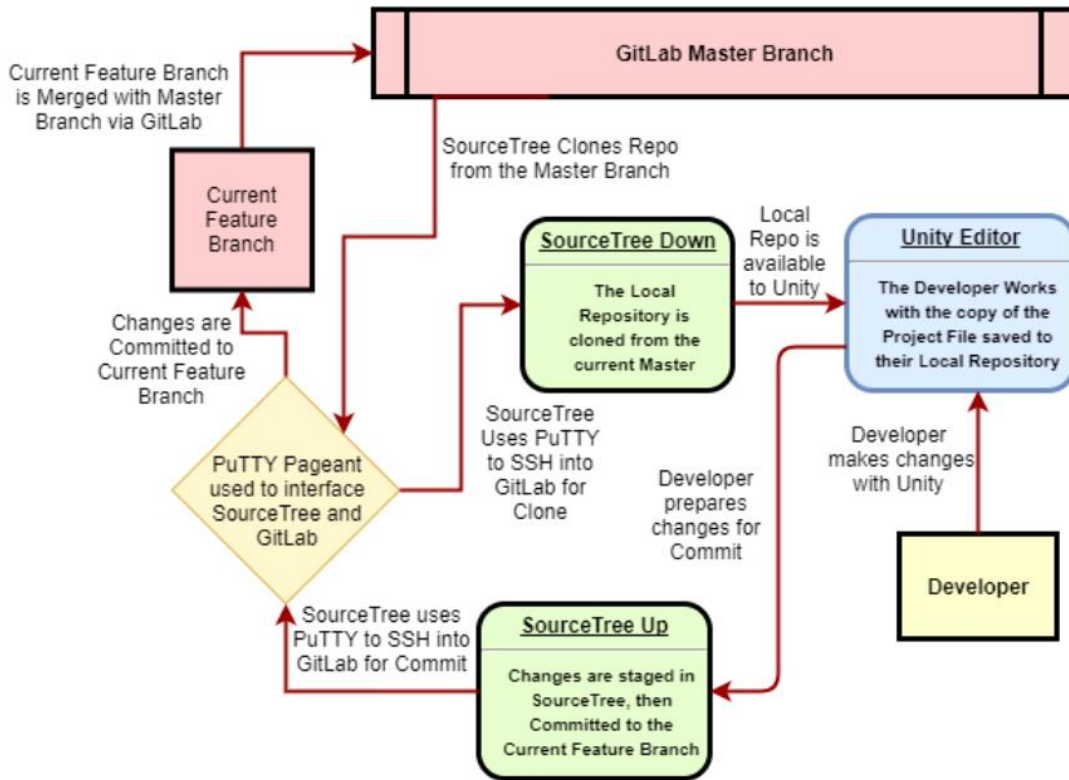 GitLab Master Branch
Current Feature Branch
is Merged with Master
Branch via GitLab
SourceTree Clones Repo
from the Master Branch
Current
Feature
Branch
SourceTree Down
The Local
Repository is
cloned from the
current Master
Local
Repo is
available
to Unity
Unity Editor
The Developer Works
with the copy of the
Project File saved to
their Local Repository
Changes are
Committed to
Current Feature
Branch
SourceTree
Uses PuTTY
to SSH into
GitLab for
Clone
PuTTY Pageant
used to interface
SourceTree and
GitLab
Developer
prepares
changes for
Commit
Developer
makes changes
with Unity
Developer
SourceTree uses
PuTTY to SSH into
GitLab for Commit
SourceTree Up
Changes are staged in
SourceTree, then
Committed to the
Current Feature Branch